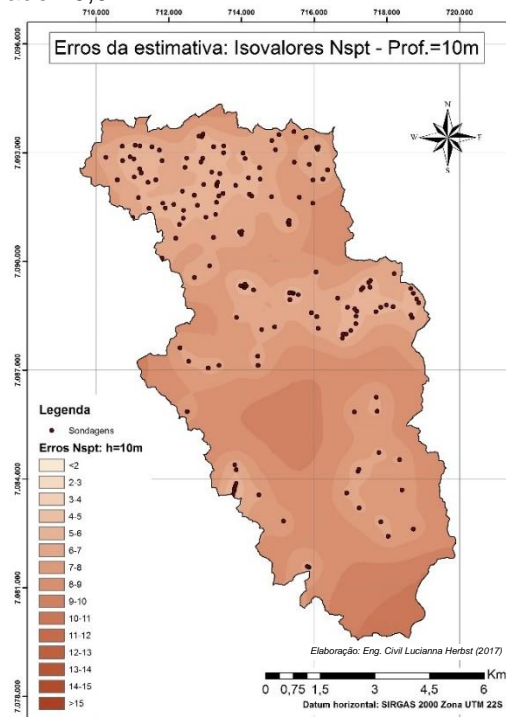 Erros da estimativa: Isovalores Nspt - Prof.=10m
710.000 712.000 714.000 716.000 718.000 720.000
7.096.000
N
W E
S
7.093.000
7.090.000
7.087.000
Legenda
Sondagens
Erros Nspt: h=10m
<2
2-3
3-4
4-5
5-6
6-7
7-8
8-9
9-10
10-11
11-12
12-13
13-14
14-15
>15
7.084.000
7.081.000
7.078.000
Elaboração: Eng. Civil Lucianna Herbst (2017)
Km
0 0,75 1,5 3 4,5 6
Datum horizontal: SIRGAS 2000 Zona UTM 22S